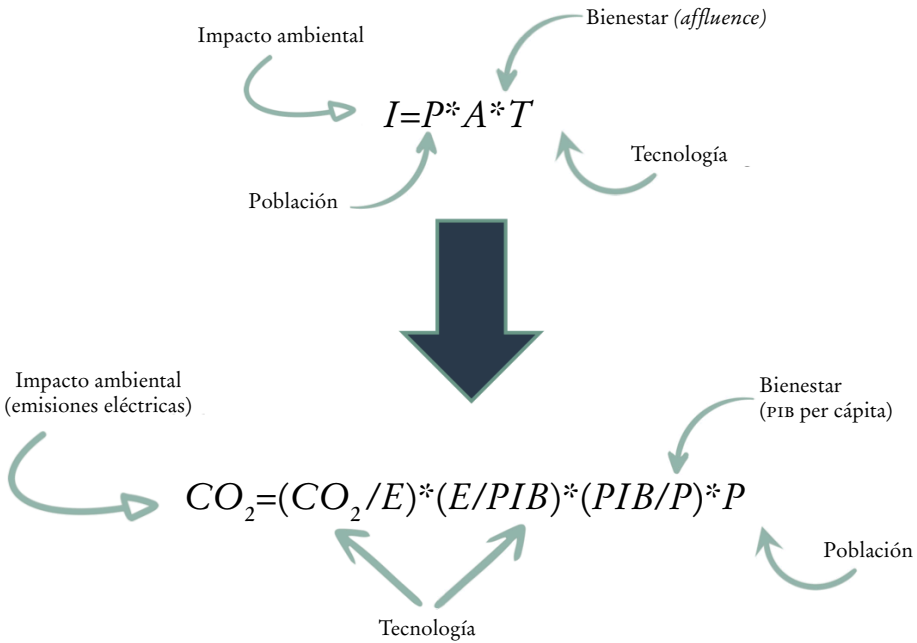 Bienestar (affluence)
Impacto ambiental
I=P*A*T
Tecnología
Población
Impacto ambiental
(emisiones eléctricas)
Bienestar
(PIB per cápita)
CO₂=(CO₂/E)*(E/PIB)*(PIB/P)*P
Población
Tecnología